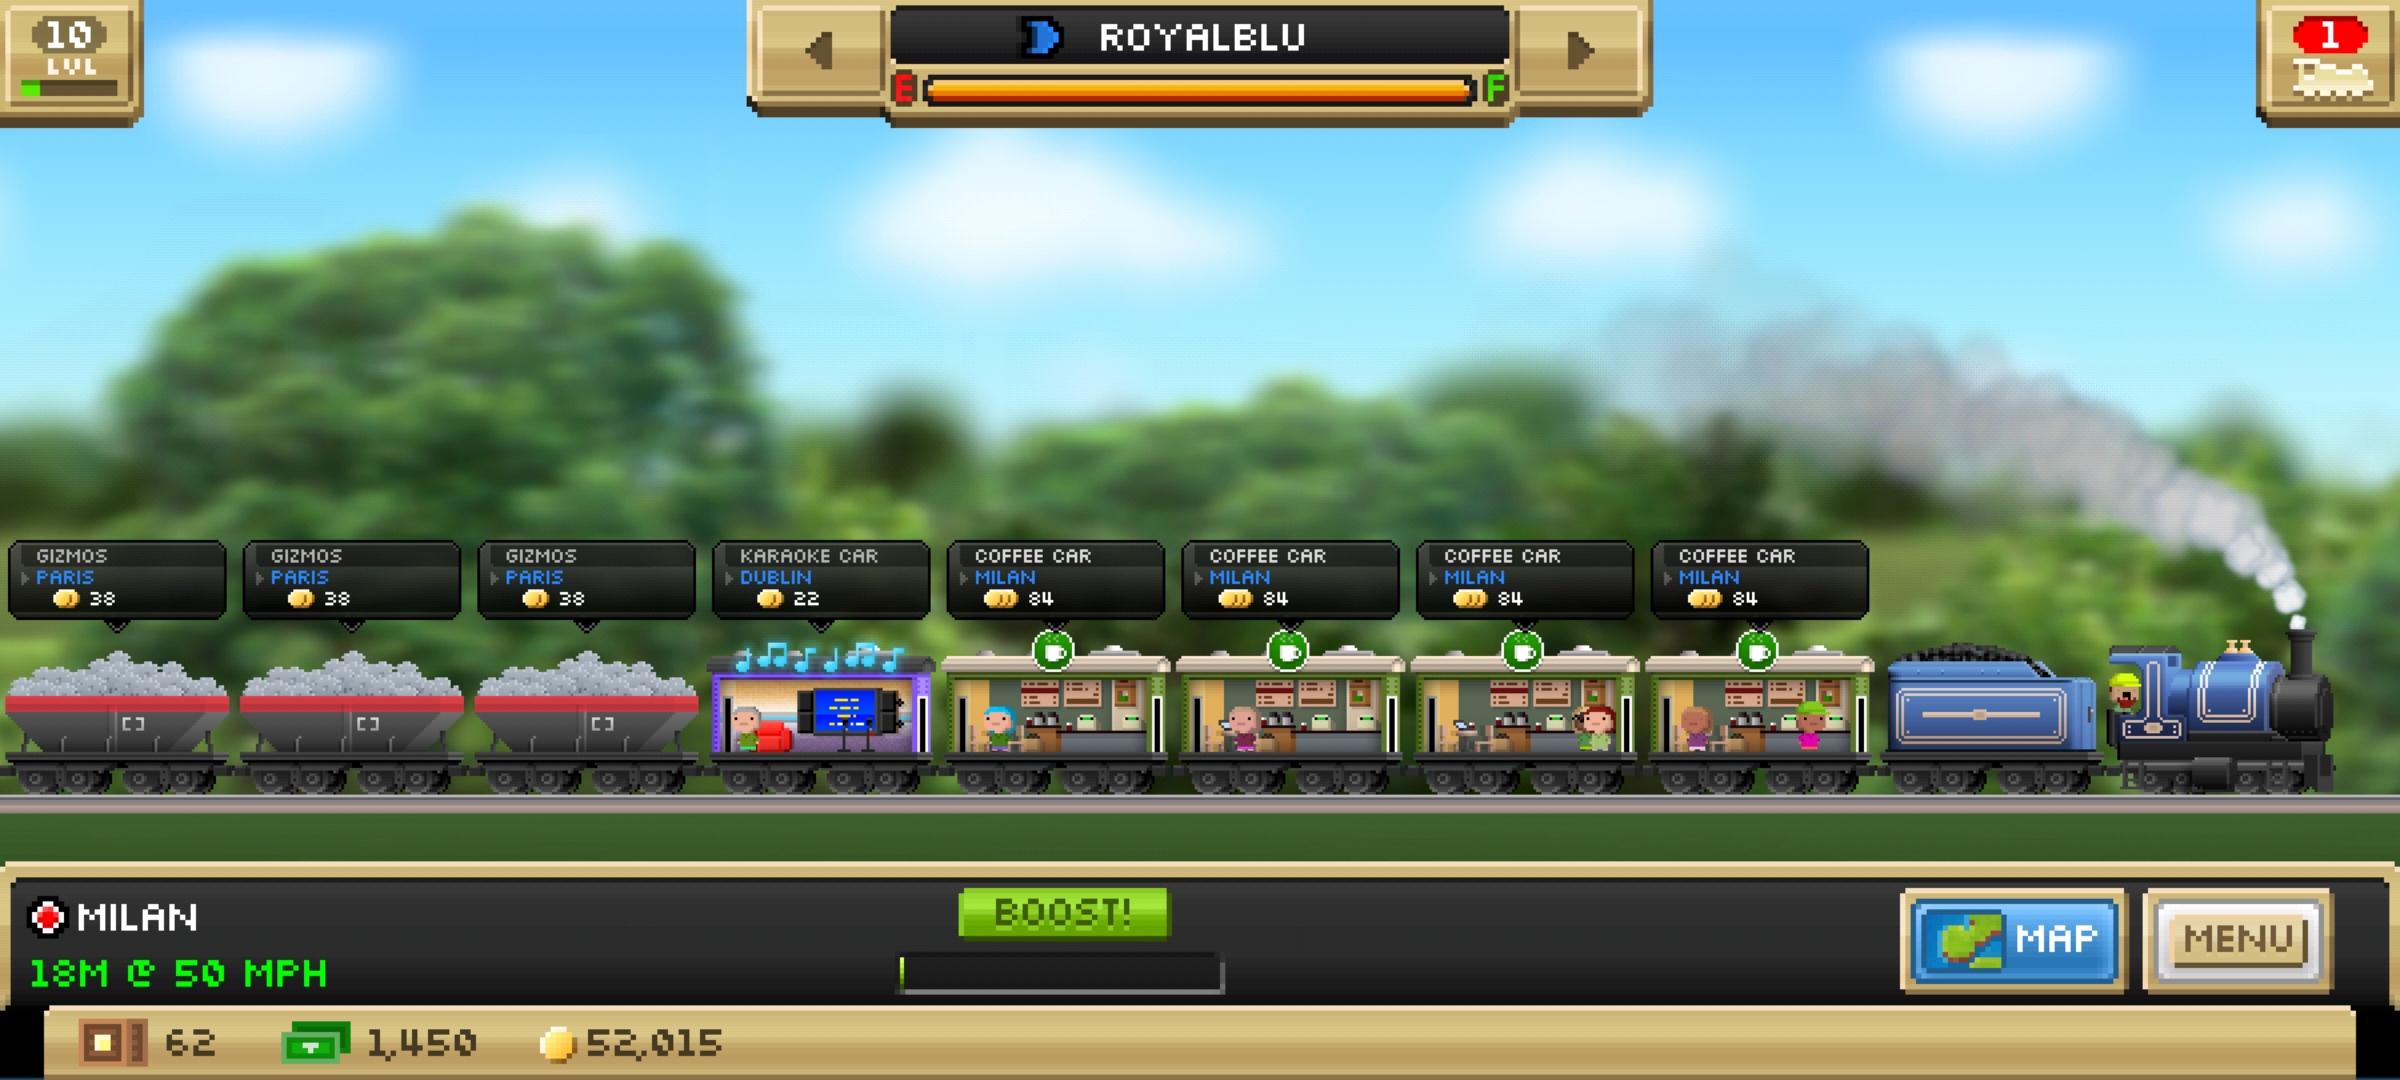 10
LVL
ROYALBLU
E
F
1
GIZMOS
PARIS
38
GIZMOS
PARIS
38
GIZMOS
PARIS
38
KARAOKE CAR
DUBLIN
22
COFFEE CAR
MILAN
84
COFFEE CAR
MILAN
84
COFFEE CAR
MILAN
84
COFFEE CAR
MILAN
84
MILAN
18M @ 50 MPH
BOOST!
MAP
MENU
62
1,450
52,015